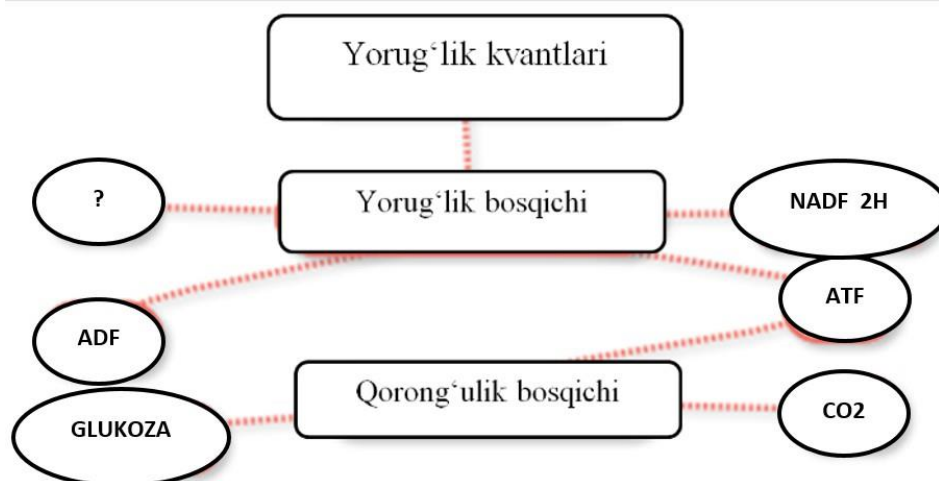 Yorug‘lik kvantlari
?
Yorug‘lik bosqichi
NADF 2H
ADF
ATF
Qorong‘ulik bosqichi
GLUKOZA
CO2